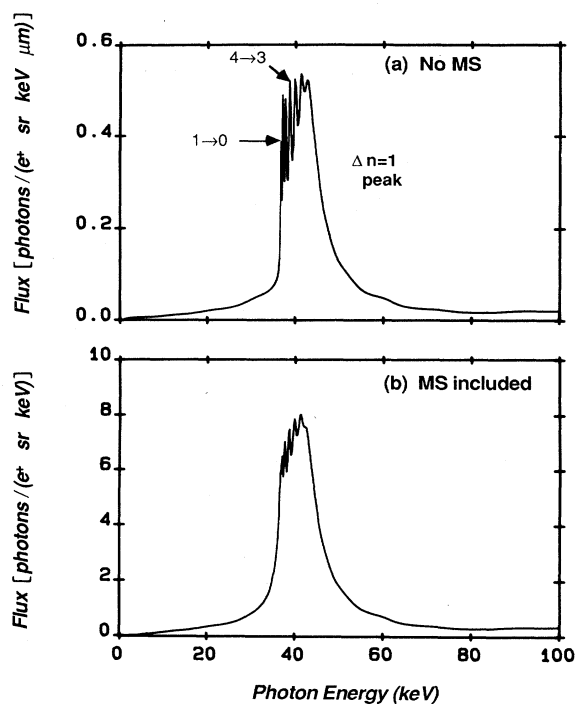 0.6
4→3
(a) No MS
0.4
1→0
Δ n=1
peak
0.2
0.0
Flux [photons/(e⁺ sr keV μm)]
10
(b) MS included
8
6
4
2
0
Flux [photons/(e⁺ sr keV)]
0 20 40 60 80 100
Photon Energy (keV)